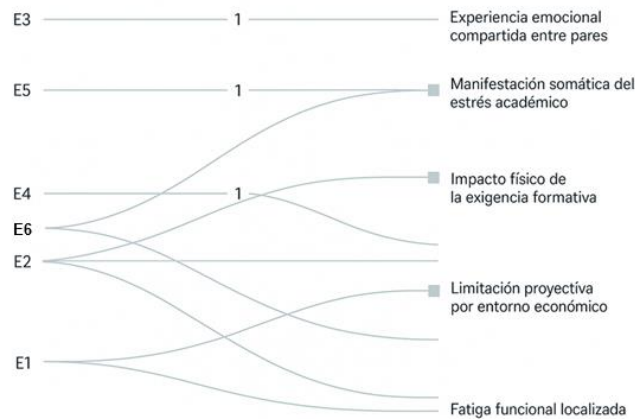 E3 1 Experiencia emocional
compartida entre pares
E5 1 Manifestación somática del
estrés académico
E4 1 Impacto físico de
la exigencia formativa
E6
E2
Limitación proyectiva
por entorno económico
E1
Fatiga funcional localizada